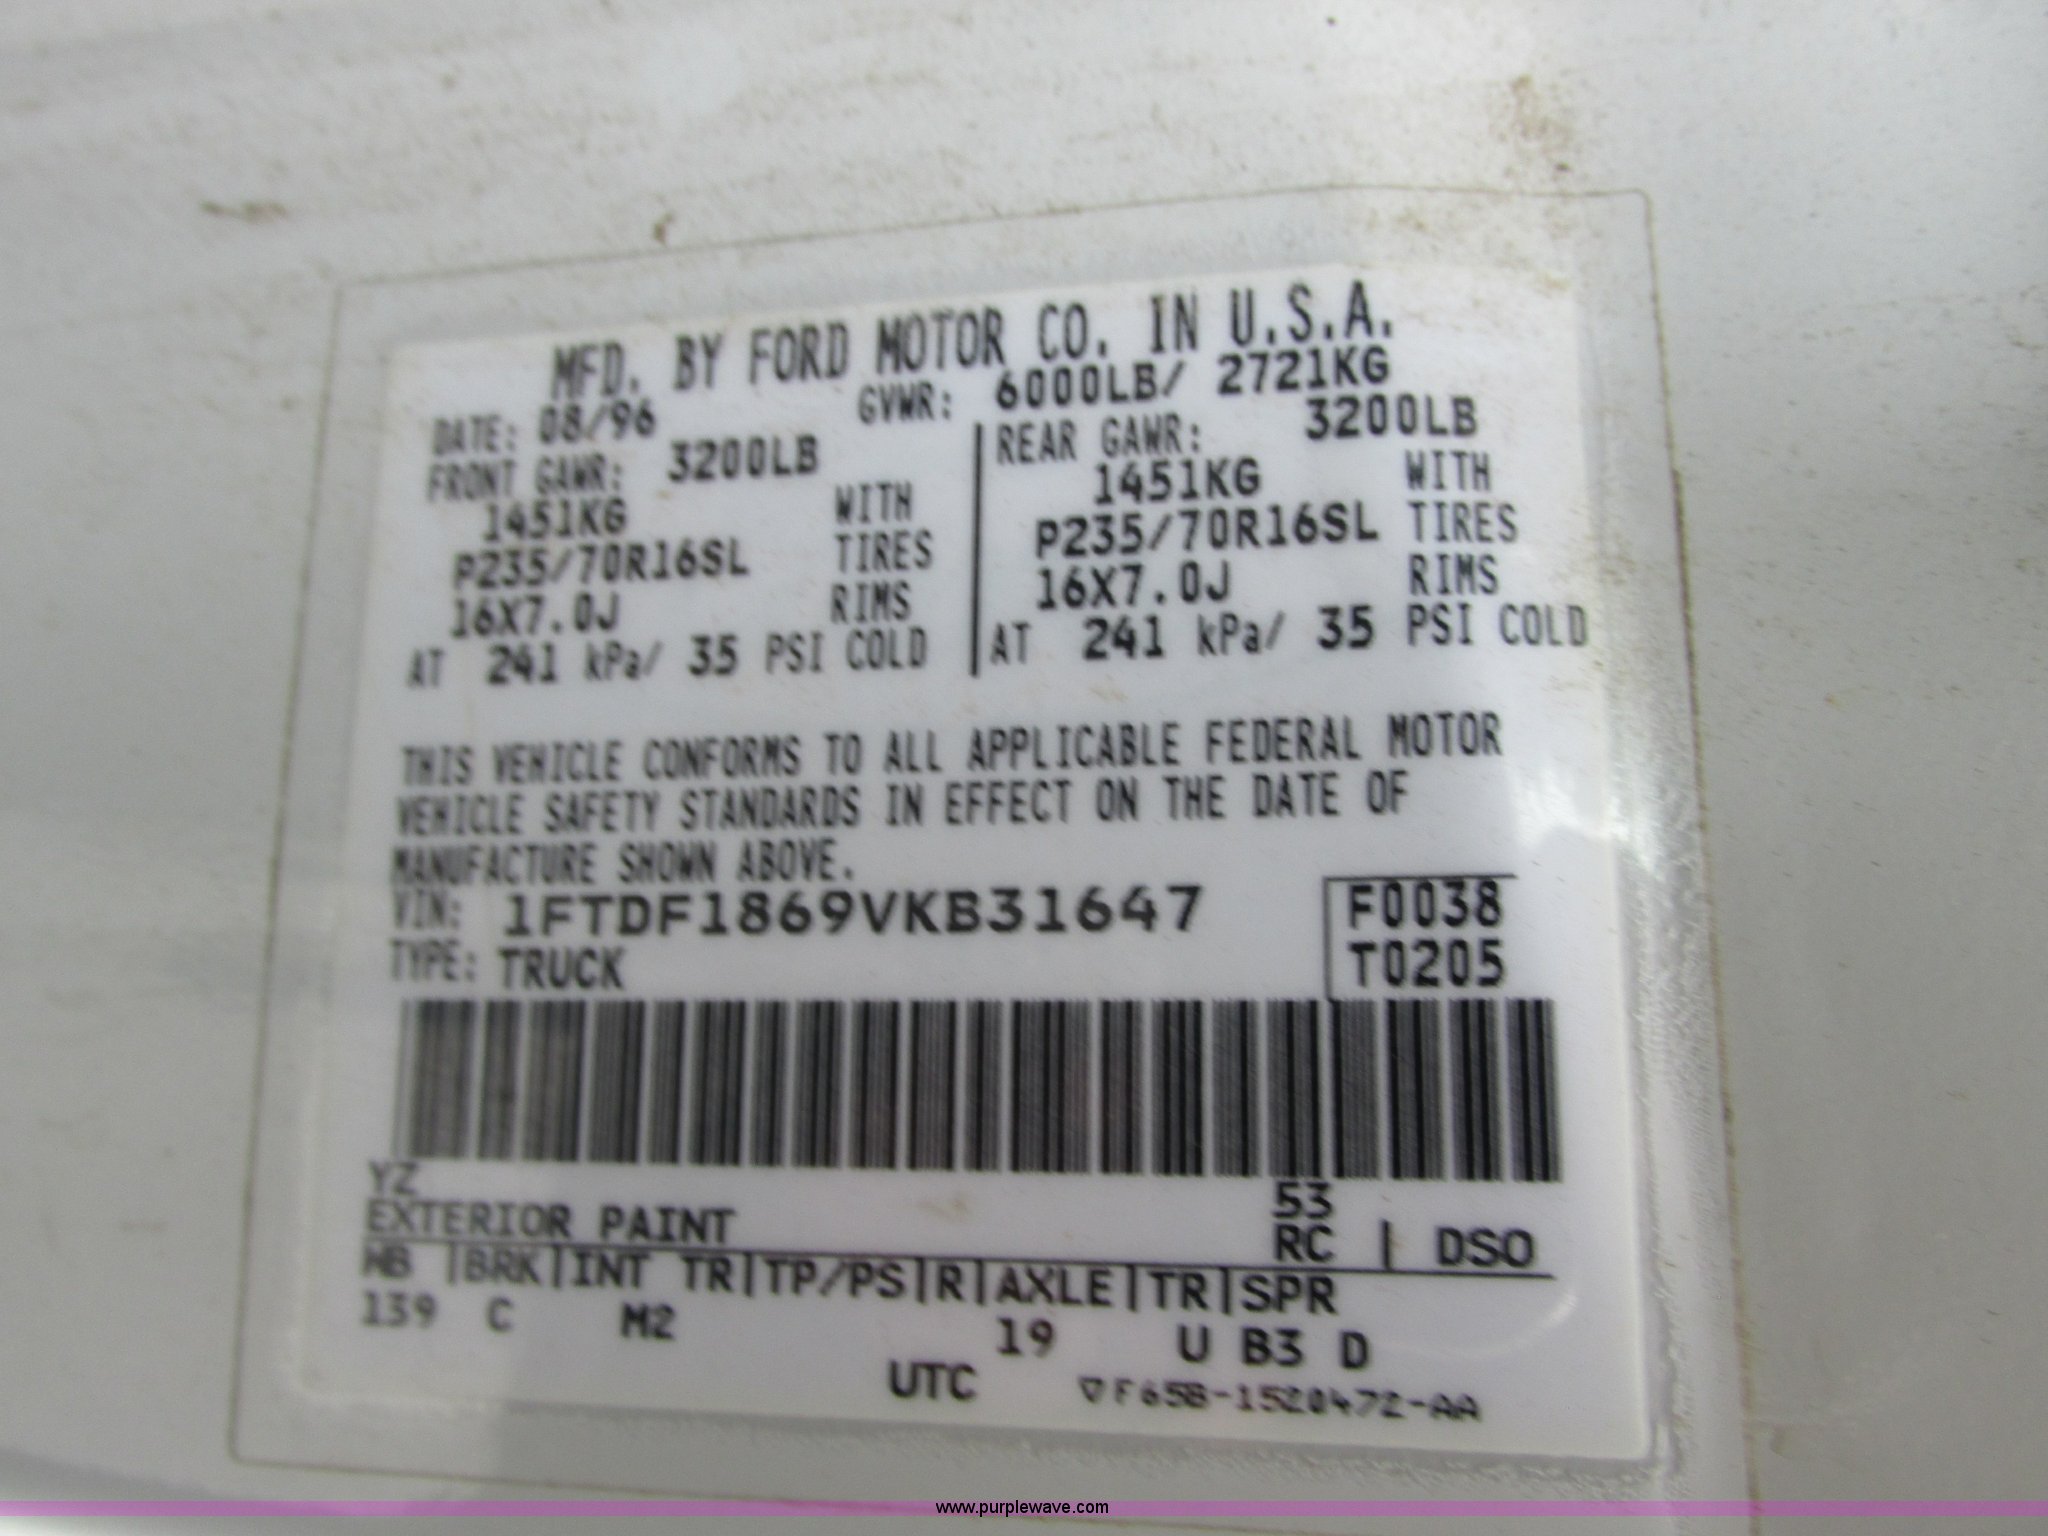 MFD. BY FORD MOTOR CO. IN U.S.A.
DATE: 08/96 GVWR: 6000LB/ 2721KG
FRONT GAWR: 3200LB
1451KG WITH
P235/70R16SL TIRES
16X7.0J RIMS
AT 241 kPa/ 35 PSI COLD
REAR GAWR: 3200LB
1451KG WITH
P235/70R16SL TIRES
16X7.0J RIMS
AT 241 kPa/ 35 PSI COLD
THIS VEHICLE CONFORMS TO ALL APPLICABLE FEDERAL MOTOR
VEHICLE SAFETY STANDARDS IN EFFECT ON THE DATE OF
MANUFACTURE SHOWN ABOVE.
VIN: 1FTDF1869VKB31647
TYPE: TRUCK
F0038
T0205
YZ 53
EXTERIOR PAINT RC | DSO
WB |BRK|INT TR|TP/PS|R|AXLE|TR|SPR
139 C M2 19 U B3 D
UTC ▽F65B-1520472-AA
www.purplewave.com